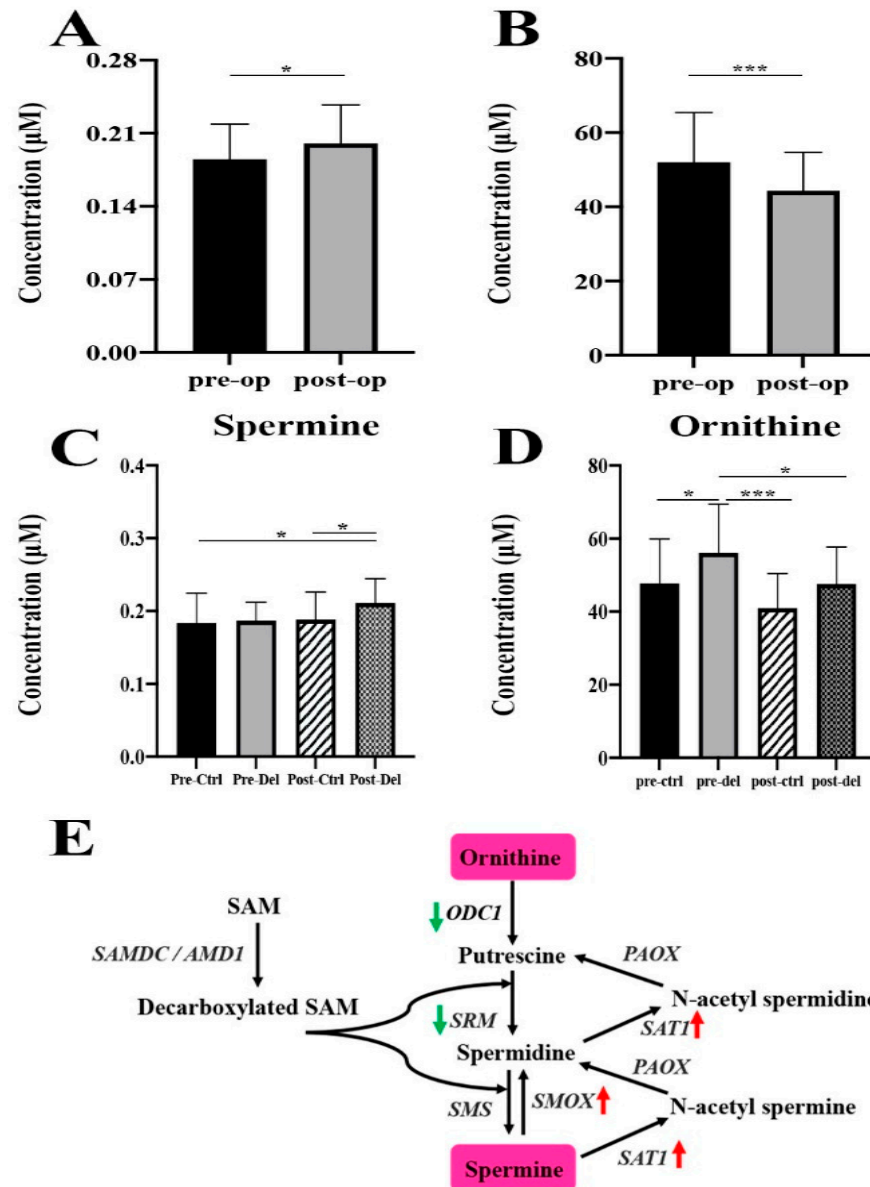 A
Concentration (µM)
0.28
0.21
0.14
0.07
0.00
*
pre-op
post-op
B
Concentration (µM)
80
60
40
20
0
***
pre-op
post-op
C
Spermine
Concentration (µM)
0.4
0.3
0.2
0.1
0.0
*
*
Pre-Ctrl
Pre-Del
Post-Ctrl
Post-Del
D
Ornithine
Concentration (µM)
80
60
40
20
0
*
*
***
pre-ctrl
pre-del
post-ctrl
post-del
E
Ornithine
SAM
ODC1
SAMDC / AMD1
Putrescine
PAOX
Decarboxylated SAM
N-acetyl spermidine
SRM
SAT1
Spermidine
PAOX
SMS
SMOX
N-acetyl spermine
Spermine
SAT1